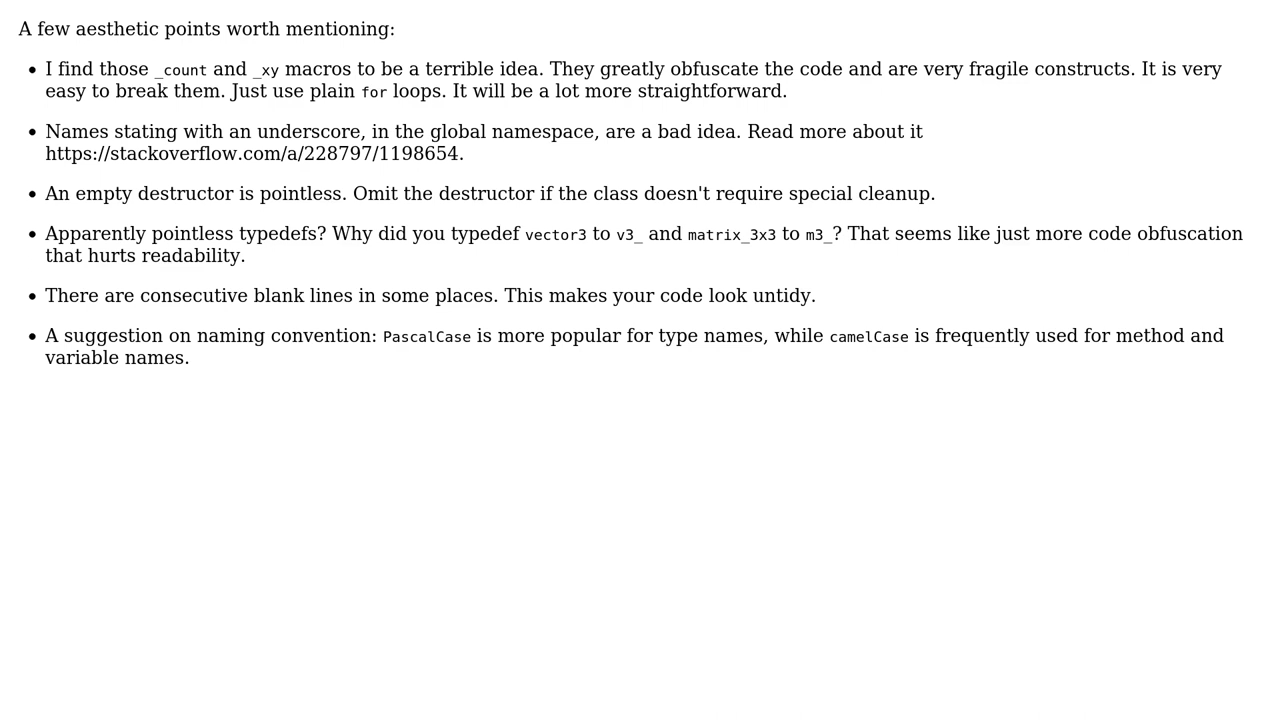 A few aesthetic points worth mentioning:
• I find those _count and _xy macros to be a terrible idea. They greatly obfuscate the code and are very fragile constructs. It is very
easy to break them. Just use plain for loops. It will be a lot more straightforward.
• Names stating with an underscore, in the global namespace, are a bad idea. Read more about it
https://stackoverflow.com/a/228797/1198654.
• An empty destructor is pointless. Omit the destructor if the class doesn't require special cleanup.
• Apparently pointless typedefs? Why did you typedef vector3 to v3_ and matrix_3x3 to m3_? That seems like just more code obfuscation
that hurts readability.
• There are consecutive blank lines in some places. This makes your code look untidy.
• A suggestion on naming convention: PascalCase is more popular for type names, while camelCase is frequently used for method and
variable names.